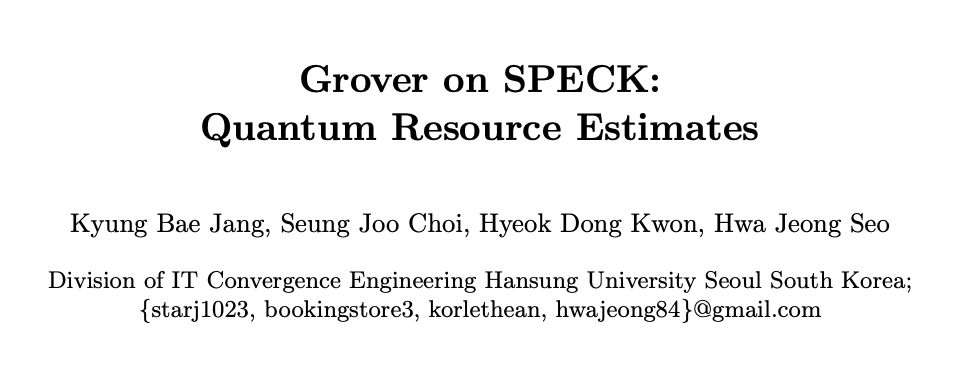 Grover on SPECK:
Quantum Resource Estimates
Kyung Bae Jang, Seung Joo Choi, Hyeok Dong Kwon, Hwa Jeong Seo
Division of IT Convergence Engineering Hansung University Seoul South Korea;
{starj1023, bookingstore3, korlethean, hwajeong84}@gmail.com